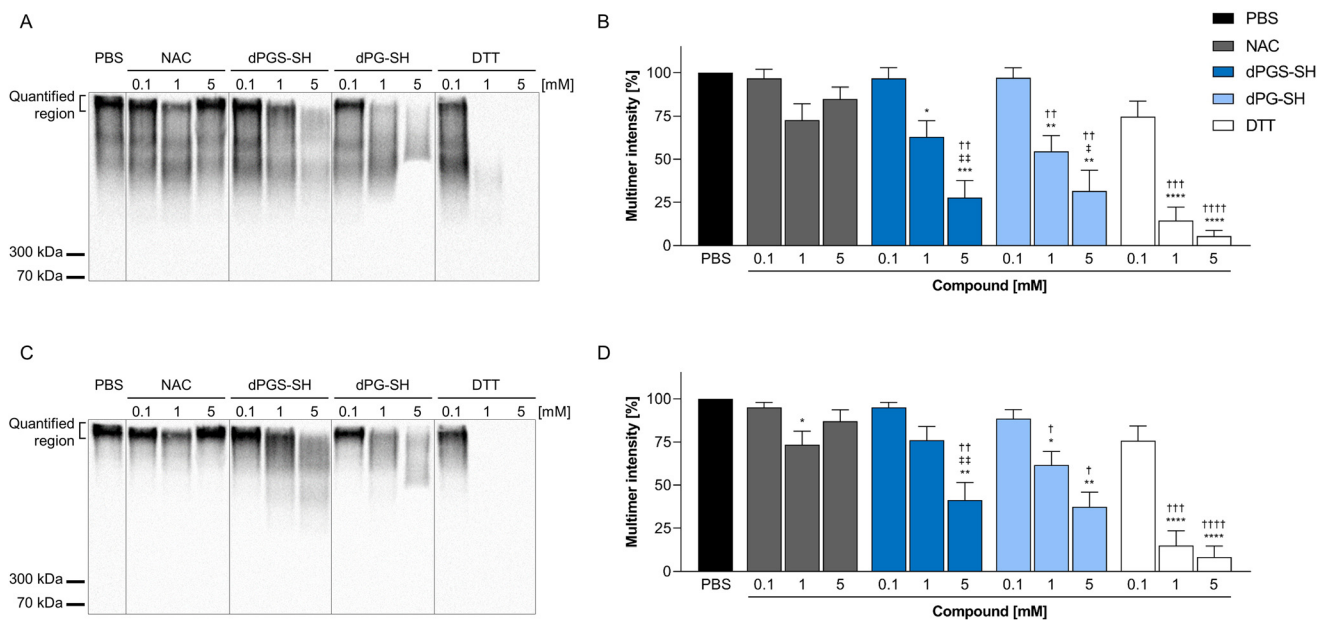 A
PBS NAC dPGS-SH dPG-SH DTT
0.1 1 5 0.1 1 5 0.1 1 5 0.1 1 5 [mM]
Quantified
region
300 kDa
70 kDa
B
PBS
NAC
dPGS-SH
dPG-SH
DTT
Multimer intensity [%]
100
75
50
25
0
* †† ‡‡ *** †† ** †† ‡ ** ††† **** †††† ****
PBS 0.1 1 5 0.1 1 5 0.1 1 5 0.1 1 5
Compound [mM]
C
PBS NAC dPGS-SH dPG-SH DTT
0.1 1 5 0.1 1 5 0.1 1 5 0.1 1 5 [mM]
Quantified
region
300 kDa
70 kDa
D
Multimer intensity [%]
100
75
50
25
0
* †† ‡‡ ** † * † ** ††† **** †††† ****
PBS 0.1 1 5 0.1 1 5 0.1 1 5 0.1 1 5
Compound [mM]